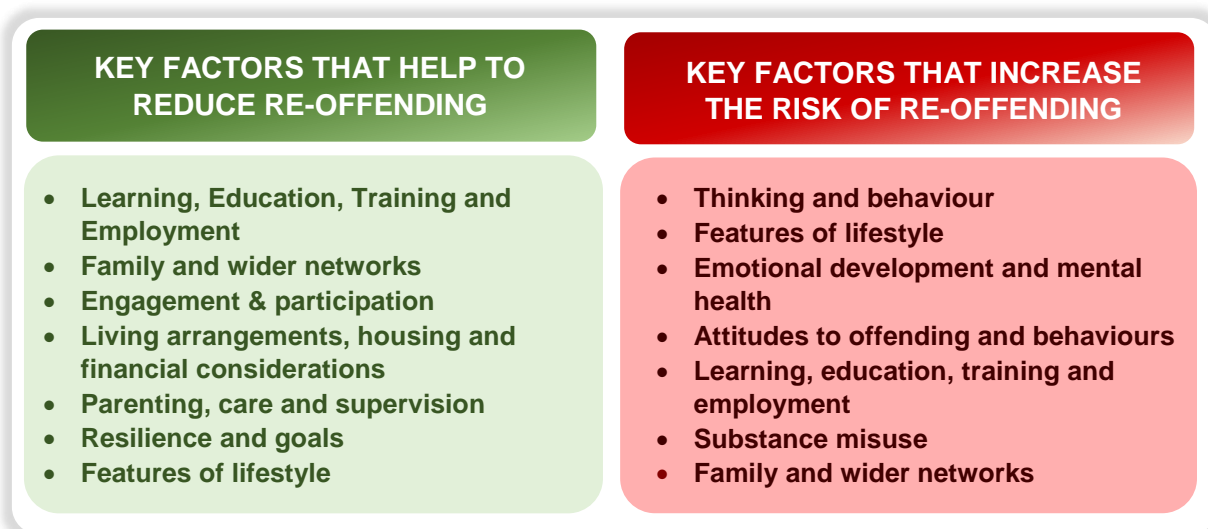 KEY FACTORS THAT HELP TO
REDUCE RE-OFFENDING
• Learning, Education, Training and
Employment
• Family and wider networks
• Engagement & participation
• Living arrangements, housing and
financial considerations
• Parenting, care and supervision
• Resilience and goals
• Features of lifestyle
KEY FACTORS THAT INCREASE
THE RISK OF RE-OFFENDING
• Thinking and behaviour
• Features of lifestyle
• Emotional development and mental
health
• Attitudes to offending and behaviours
• Learning, education, training and
employment
• Substance misuse
• Family and wider networks